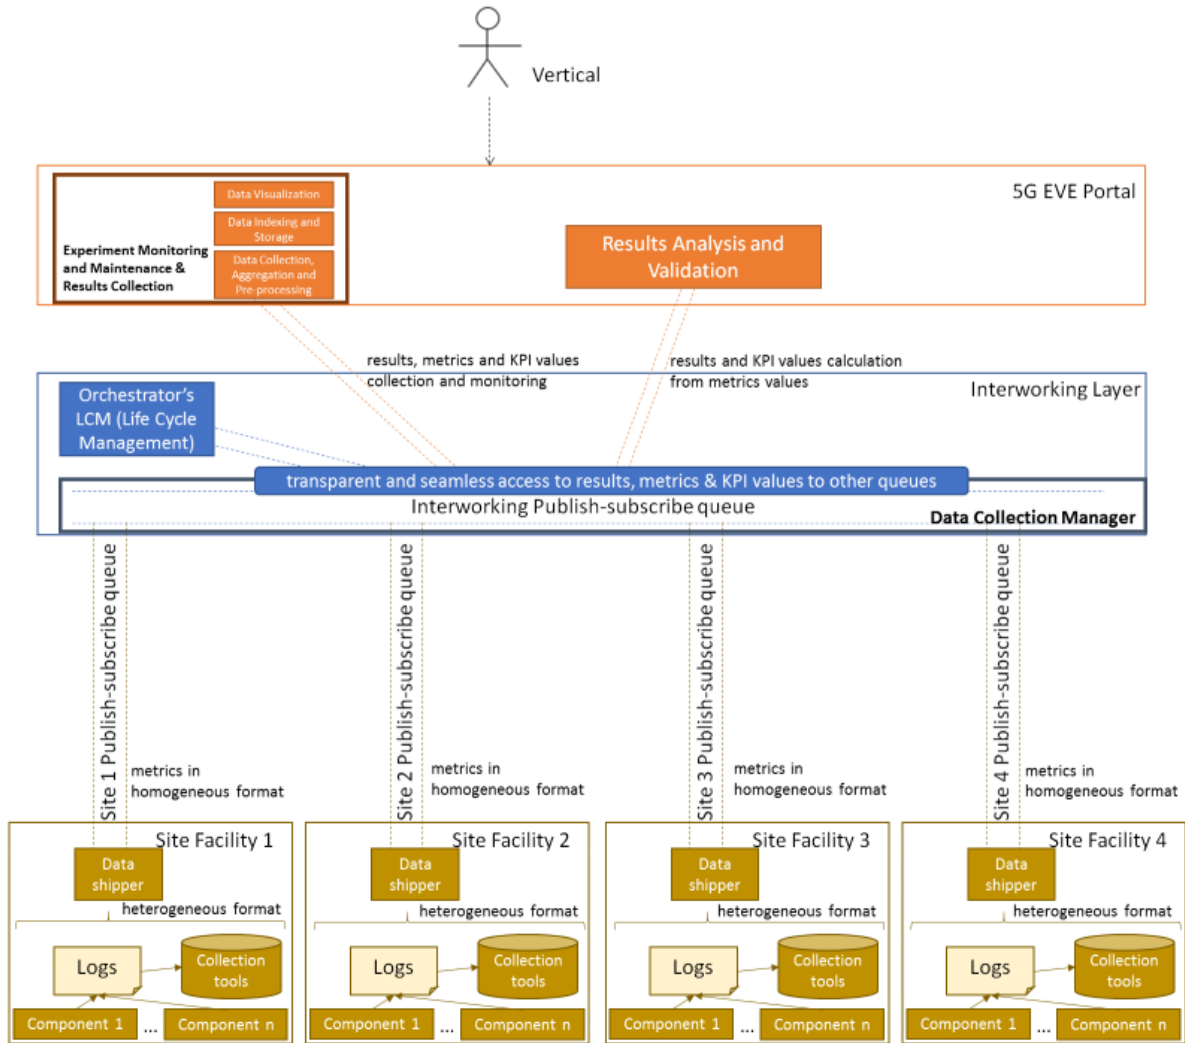 Vertical
5G EVE Portal
Data Visualization
Data Indexing and
Storage
Experiment Monitoring
and Maintenance &
Results Collection
Data Collection,
Aggregation and
Pre-processing
Results Analysis and
Validation
results, metrics and KPI values
collection and monitoring
results and KPI values calculation
from metrics values
Interworking Layer
Orchestrator's
LCM (Life Cycle
Management)
transparent and seamless access to results, metrics & KPI values to other queues
Interworking Publish-subscribe queue
Data Collection Manager
Site 1 Publish-subscribe queue
metrics in
homogeneous format
Site 2 Publish-subscribe queue
metrics in
homogeneous format
Site 3 Publish-subscribe queue
metrics in
homogeneous format
Site 4 Publish-subscribe queue
metrics in
homogeneous format
Site Facility 1
Data
shipper
heterogeneous format
Logs
Collection
tools
Component 1
...
Component n
Site Facility 2
Data
shipper
heterogeneous format
Logs
Collection
tools
Component 1
...
Component n
Site Facility 3
Data
shipper
heterogeneous format
Logs
Collection
tools
Component 1
...
Component n
Site Facility 4
Data
shipper
heterogeneous format
Logs
Collection
tools
Component 1
...
Component n